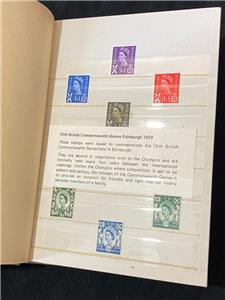 IXth British Commonwealth Games Edinburgh 1970
These stamps were issued to commemorate the IXth British
Commonwealth Games held in Edinburgh.
They are second in importance only to the Olympics and are
normally held every four years between the international
meetings. Unlike the Olympics where competition is set to be
solemn and serious, the concept of the Commonwealth Games is
to provide an occasion for friendly and light hearted rivalry
between members of a family.